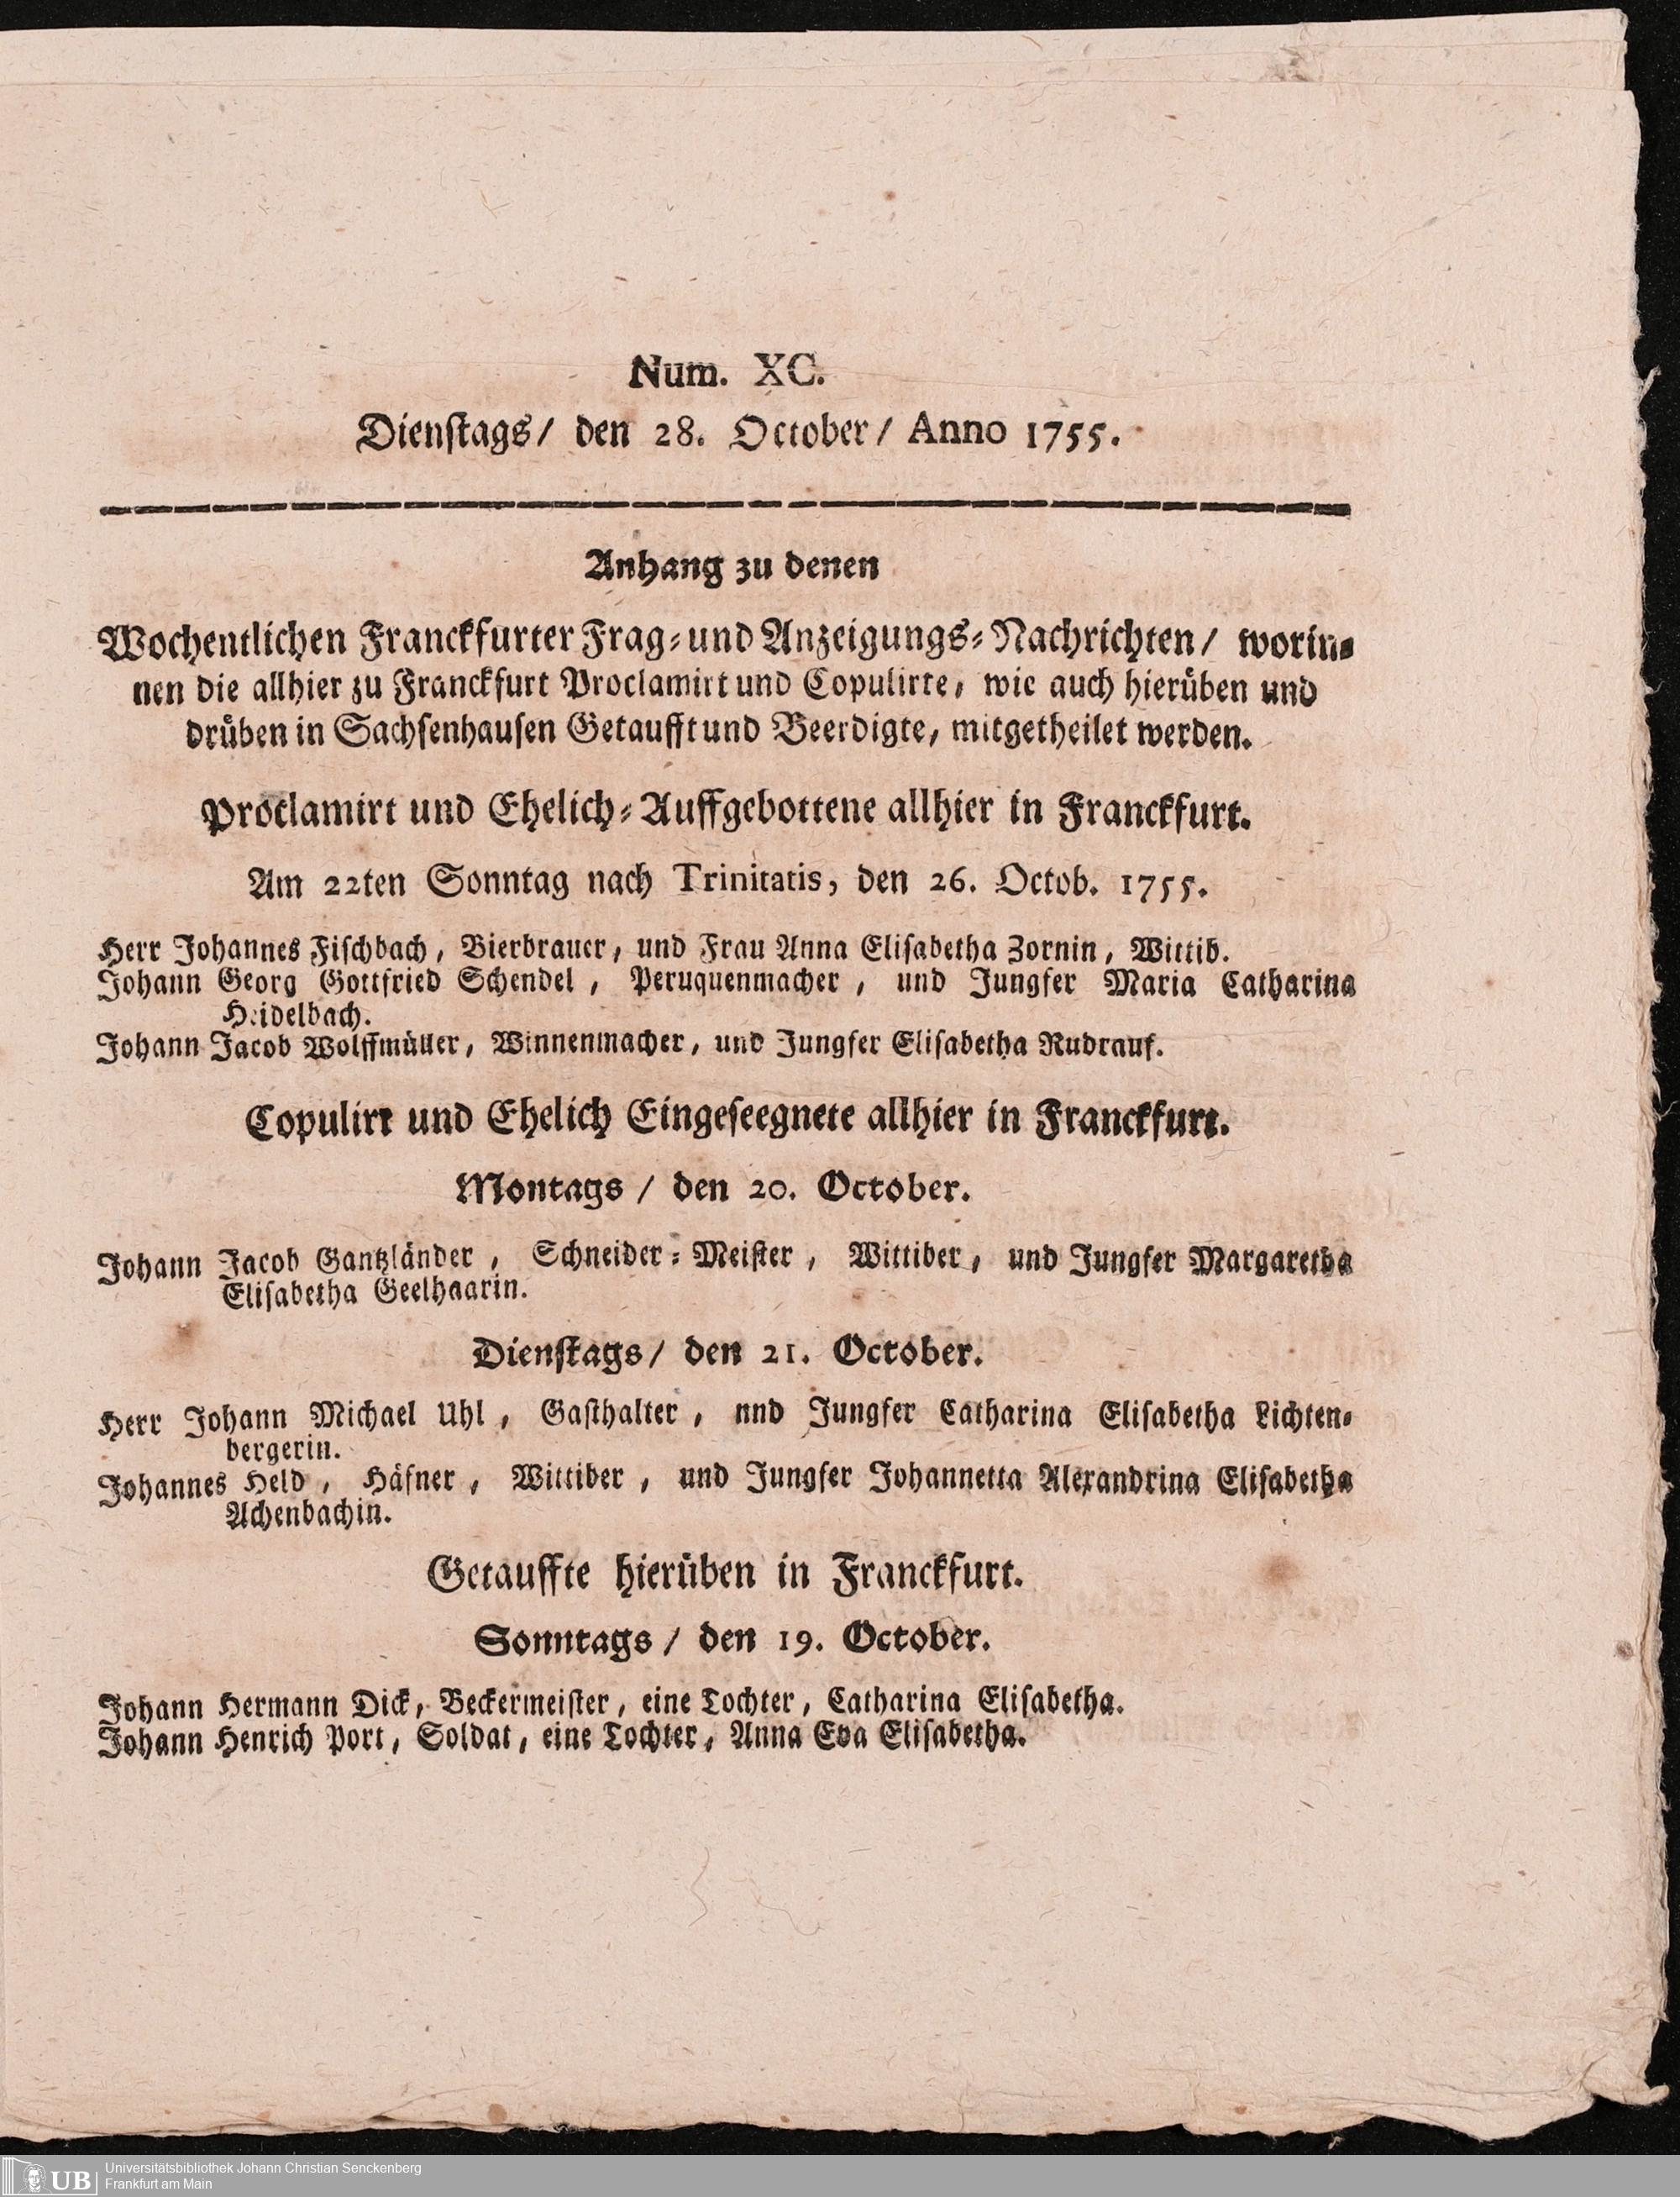 Num. XC.
Dienstags/ den 28. October/ Anno 1755.
Anhang zu denen
Wochentlichen Franckfurter Frag-und Anzeigungs-Nachrichten/ worin-
nen die allhier zu Franckfurt Proclamirt und Copulirte, wie auch hierüben und
drüben in Sachsenhausen Getaufft und Beerdigte, mitgetheilet werden.
Proclamirt und Ehelich-Auffgebottene allhier in Franckfurt.
Am 22ten Sonntag nach Trinitatis, den 26. Octob. 1755.
Herr Johannes Fischbach, Bierbrauer, und Frau Anna Elisabetha Zornin, Wittib.
Johann Georg Gottfried Schendel, Peruquenmacher, und Jungfer Maria Catharina
Heidelbach.
Johann Jacob Wolffmüller, Winnenmacher, und Jungfer Elisabetha Rudrauf.
Copulirt und Ehelich Eingeseegnete allhier in Franckfurt.
Montags / den 20. October.
Johann Jacob Gantzländer, Schneider-Meister, Wittiber, und Jungfer Margaretha
Elisabetha Geelhaarin.
Dienstags/ den 21. October.
Herr Johann Michael Uhl, Gasthalter, nnd Jungfer Catharina Elisabetha Lichten-
bergerin.
Johannes Held, Häfner, Wittiber, und Jungfer Johannetta Alexandrina Elisabetha
Achenbachin.
Getauffte hierüben in Franckfurt.
Sonntags / den 19. October.
Johann Hermann Dick, Beckermeister, eine Tochter, Catharina Elisabetha.
Johann Henrich Port, Soldat, eine Tochter, Anna Eva Elisabetha.
UB
Universitätsbibliothek Johann Christian Senckenberg
Frankfurt am Main